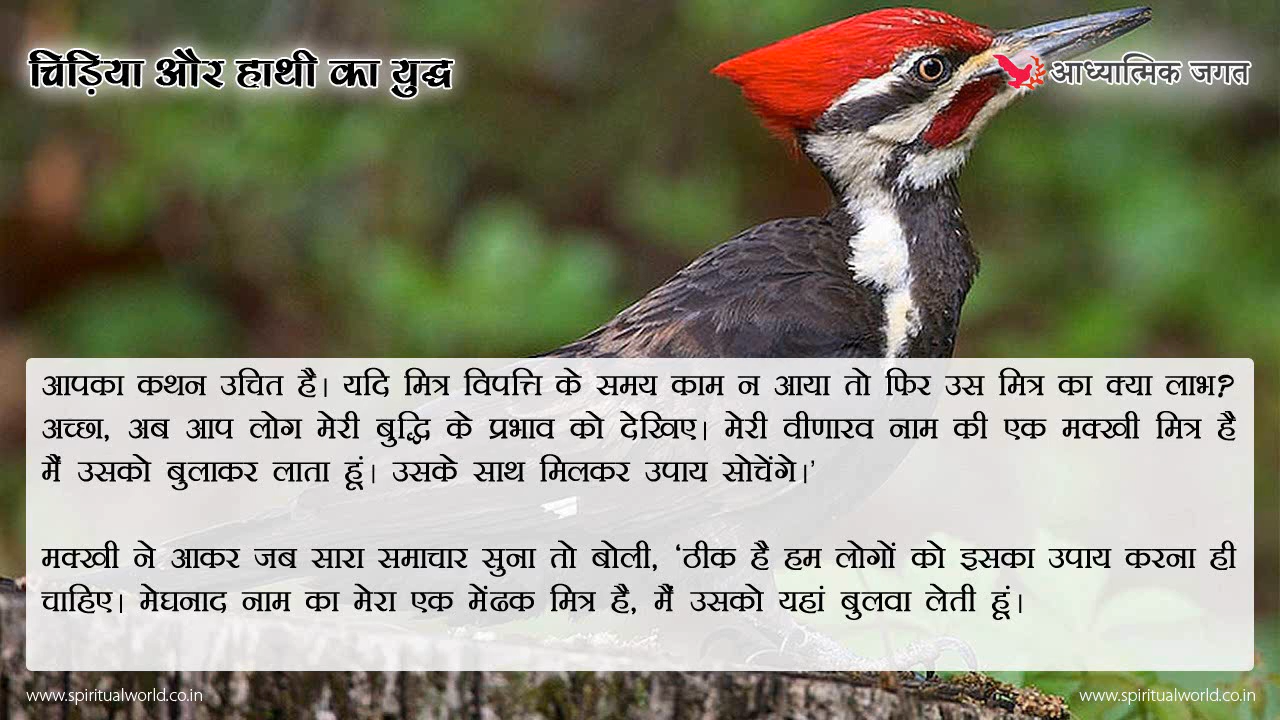 चिड़िया और हाथी का युद्ध
आध्यात्मिक जगत
आपका कथन उचित है। यदि मित्र विपत्ति के समय काम न आया तो फिर उस मित्र का क्या लाभ?
अच्छा, अब आप लोग मेरी बुद्धि के प्रभाव को देखिए। मेरी वीणारव नाम की एक मक्खी मित्र है
मैं उसको बुलाकर लाता हूं। उसके साथ मिलकर उपाय सोचेंगे।’
मक्खी ने आकर जब सारा समाचार सुना तो बोली, ‘ठीक है हम लोगों को इसका उपाय करना ही
चाहिए। मेघनाद नाम का मेरा एक मेंढक मित्र है, मैं उसको यहां बुलवा लेती हूं।
www.spiritualworld.co.in
www.spiritualworld.co.in